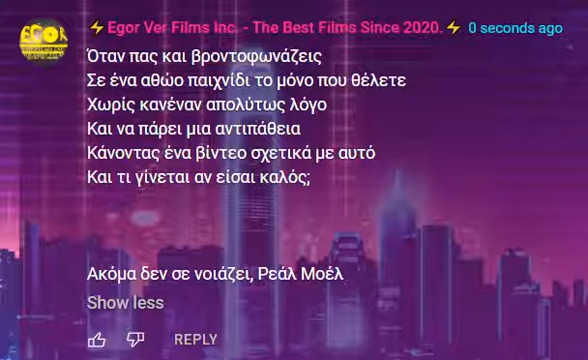 EGOR
⚡Egor Ver Films Inc. - The Best Films Since 2020.⚡ 0 seconds ago
Όταν πας και βροντοφωνάζεις
Σε ένα αθώο παιχνίδι το μόνο που θέλετε
Χωρίς κανέναν απολύτως λόγο
Και να πάρει μια αντιπάθεια
Κάνοντας ένα βίντεο σχετικά με αυτό
Και τι γίνεται αν είσαι καλός;
Ακόμα δεν σε νοιάζει, Ρεάλ Μοέλ
Show less
REPLY